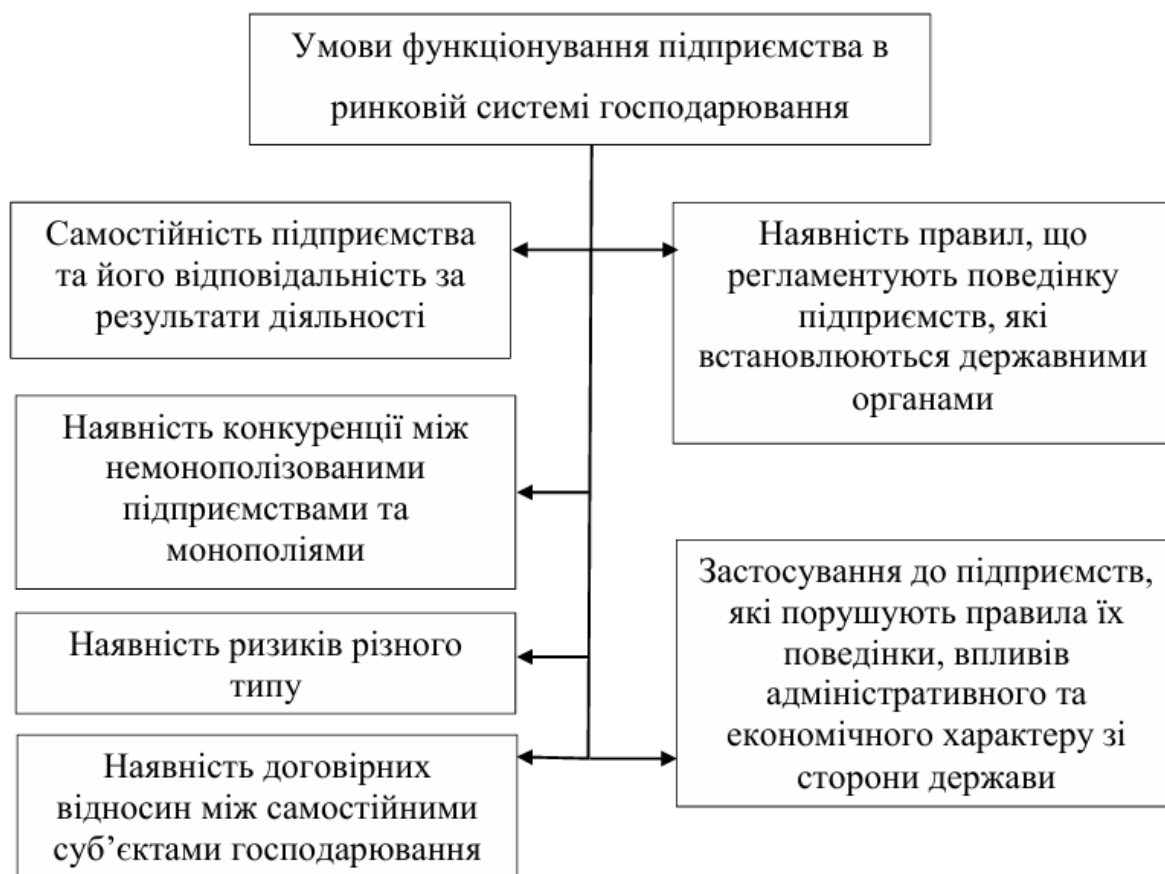 Умови функціонування підприємства в
ринковій системі господарювання
Самостійність підприємства
та його відповідальність за
результати діяльності
Наявність правил, що
регламентують поведінку
підприємств, які
встановлюються державними
органами
Наявність конкуренції між
немонополізованими
підприємствами та
монополіями
Застосування до підприємств,
які порушують правила їх
поведінки, впливів
адміністративного та
економічного характеру зі
сторони держави
Наявність ризиків різного
типу
Наявність договірних
відносин між самостійними
суб’єктами господарювання